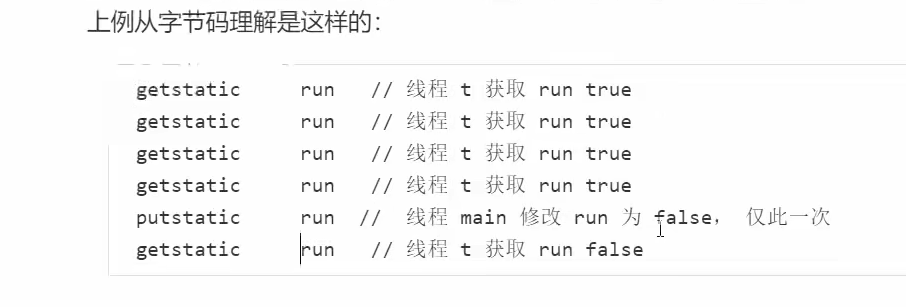 上例从字节码理解是这样的：
getstatic run // 线程 t 获取 run true
getstatic run // 线程 t 获取 run true
getstatic run // 线程 t 获取 run true
getstatic run // 线程 t 获取 run true
putstatic run // 线程 main 修改 run 为 false， 仅此一次
getstatic run // 线程 t 获取 run false